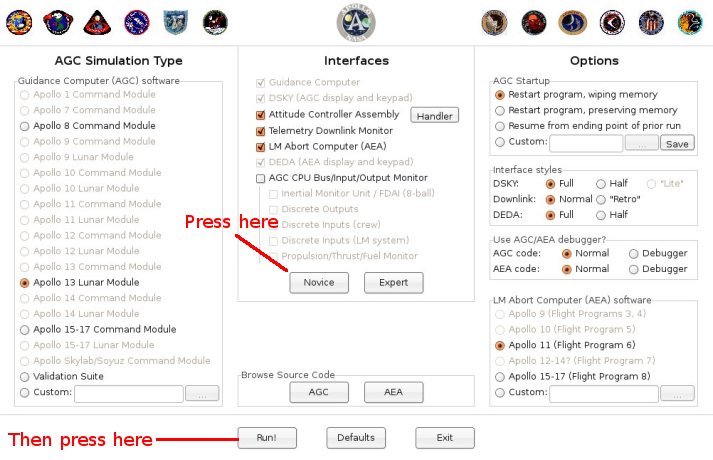 AGC Simulation Type
Guidance Computer (AGC) software
Apollo 1 Command Module
Apollo 7 Command Module
Apollo 8 Command Module
Apollo 9 Command Module
Apollo 9 Lunar Module
Apollo 10 Command Module
Apollo 10 Lunar Module
Apollo 11 Command Module
Apollo 11 Lunar Module
Apollo 12 Command Module
Apollo 12 Lunar Module
Apollo 13 Command Module
Apollo 13 Lunar Module
Apollo 14 Command Module
Apollo 14 Lunar Module
Apollo 15-17 Command Module
Apollo 15-17 Lunar Module
Apollo Skylab/Soyuz Command Module
Validation Suite
Custom: ...
Interfaces
Guidance Computer
DSKY (AGC display and keypad)
Attitude Controller Assembly Handler
Telemetry Downlink Monitor
LM Abort Computer (AEA)
DEDA (AEA display and keypad)
AGC CPU Bus/Input/Output Monitor
Inertial Monitor Unit / FDAI (8-ball)
Discrete Outputs
Discrete Inputs (crew)
Discrete Inputs (LM system)
Propulsion/Thrust/Fuel Monitor
Press here
Novice Expert
Browse Source Code
AGC AEA
Options
AGC Startup
Restart program, wiping memory
Restart program, preserving memory
Resume from ending point of prior run
Custom: ... Save
Interface styles
DSKY: Full Half "Lite"
Downlink: Normal "Retro"
DEDA: Full Half
Use AGC/AEA debugger?
AGC code: Normal Debugger
AEA code: Normal Debugger
LM Abort Computer (AEA) software
Apollo 9 (Flight Programs 3, 4)
Apollo 10 (Flight Program 5)
Apollo 11 (Flight Program 6)
Apollo 12-14? (Flight Program 7)
Apollo 15-17 (Flight Program 8)
Custom: ...
Then press here
Run! Defaults Exit